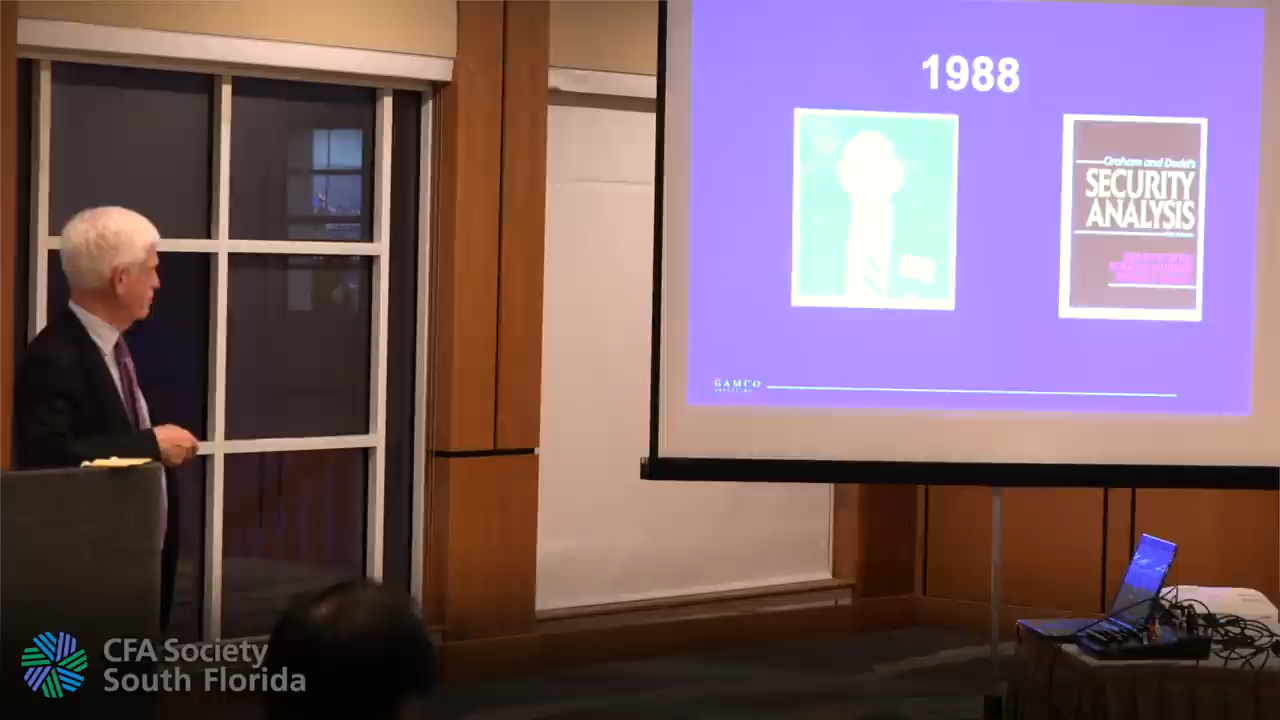 1988
Graham and Dodd's
SECURITY
ANALYSIS
GAMCO
CFA Society
South Florida